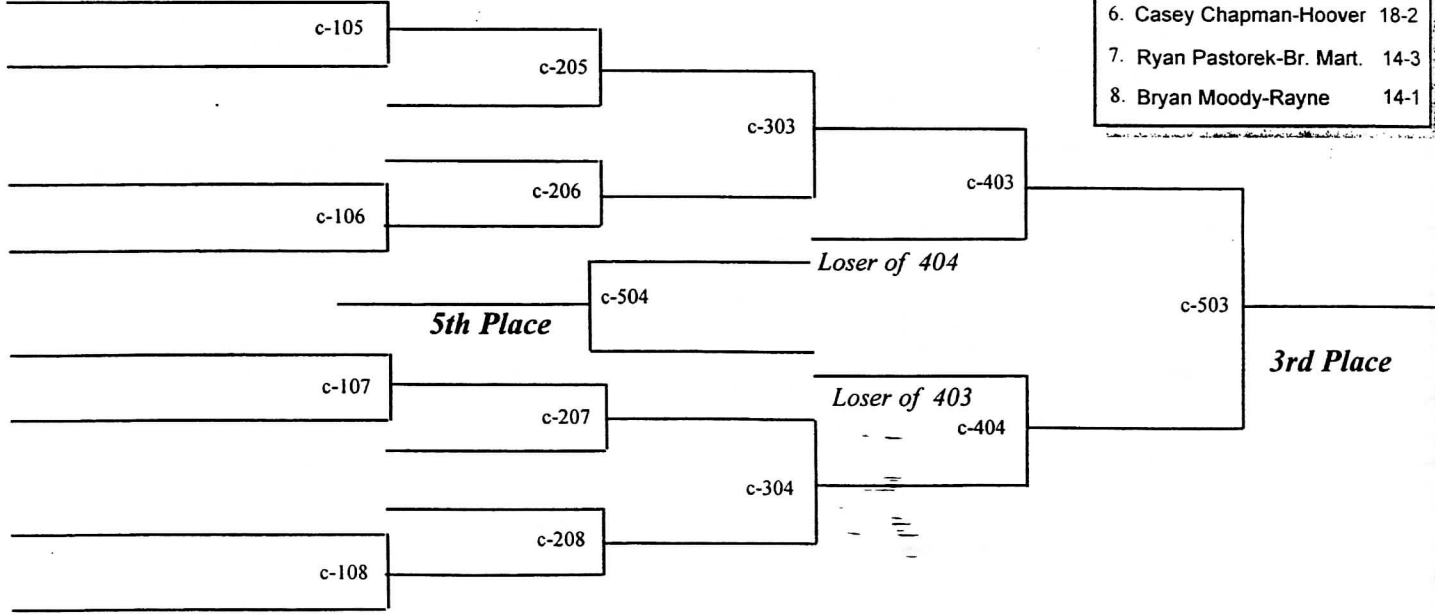 6. Casey Chapman-Hoover 18-2
7. Ryan Pastorek-Br. Mart. 14-3
8. Bryan Moody-Rayne 14-1
c-105
c-205
c-303
c-206
c-403
c-106
Loser of 404
c-504
5th Place
c-503
3rd Place
c-107
Loser of 403
c-207
c-404
c-304
c-208
c-108